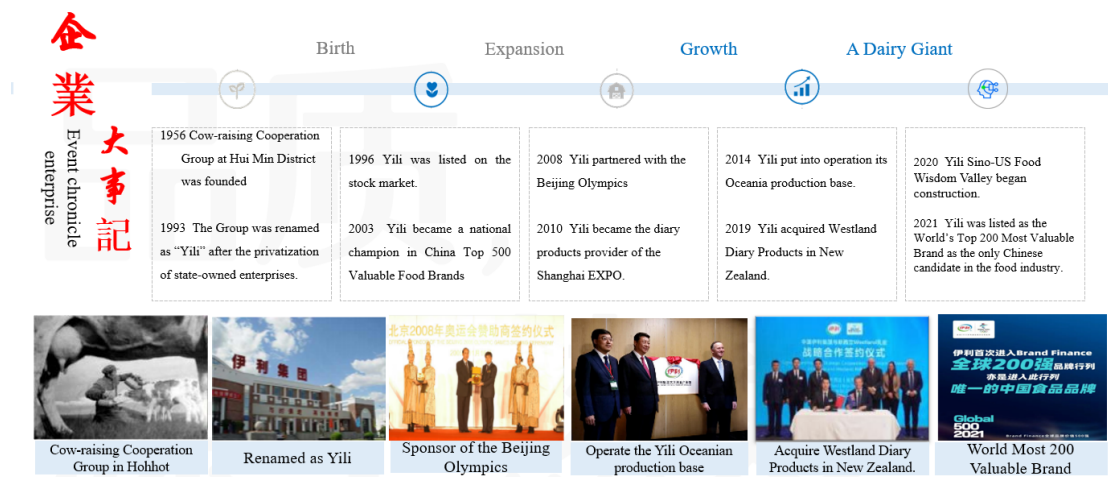 企
業
大
事
記
Event chronicle
enterprise
Birth
Expansion
Growth
A Dairy Giant
1956 Cow-raising Cooperation
Group at Hui Min District
was founded
1993 The Group was renamed
as “Yili” after the privatization
of state-owned enterprises.
1996 Yili was listed on the
stock market.
2003 Yili became a national
champion in China Top 500
Valuable Food Brands
2008 Yili partnered with the
Beijing Olympics
2010 Yili became the diary
products provider of the
Shanghai EXPO.
2014 Yili put into operation its
Oceania production base.
2019 Yili acquired Westland
Diary Products in New
Zealand.
2020 Yili Sino-US Food
Wisdom Valley began
construction.
2021 Yili was listed as the
World’s Top 200 Most Valuable
Brand as the only Chinese
candidate in the food industry.
伊利集团
北京2008年奥运会赞助商签约仪式
伊利
战略合作签约仪式
伊利首次进入Brand Finance
全球200强品牌行列
亦是进入此行列
唯一的中国食品品牌
Global
500
2021
Cow-raising Cooperation
Group in Hohhot
Renamed as Yili
Sponsor of the Beijing
Olympics
Operate the Yili Oceanian
production base
Acquire Westland Diary
Products in New Zealand.
World Most 200
Valuable Brand